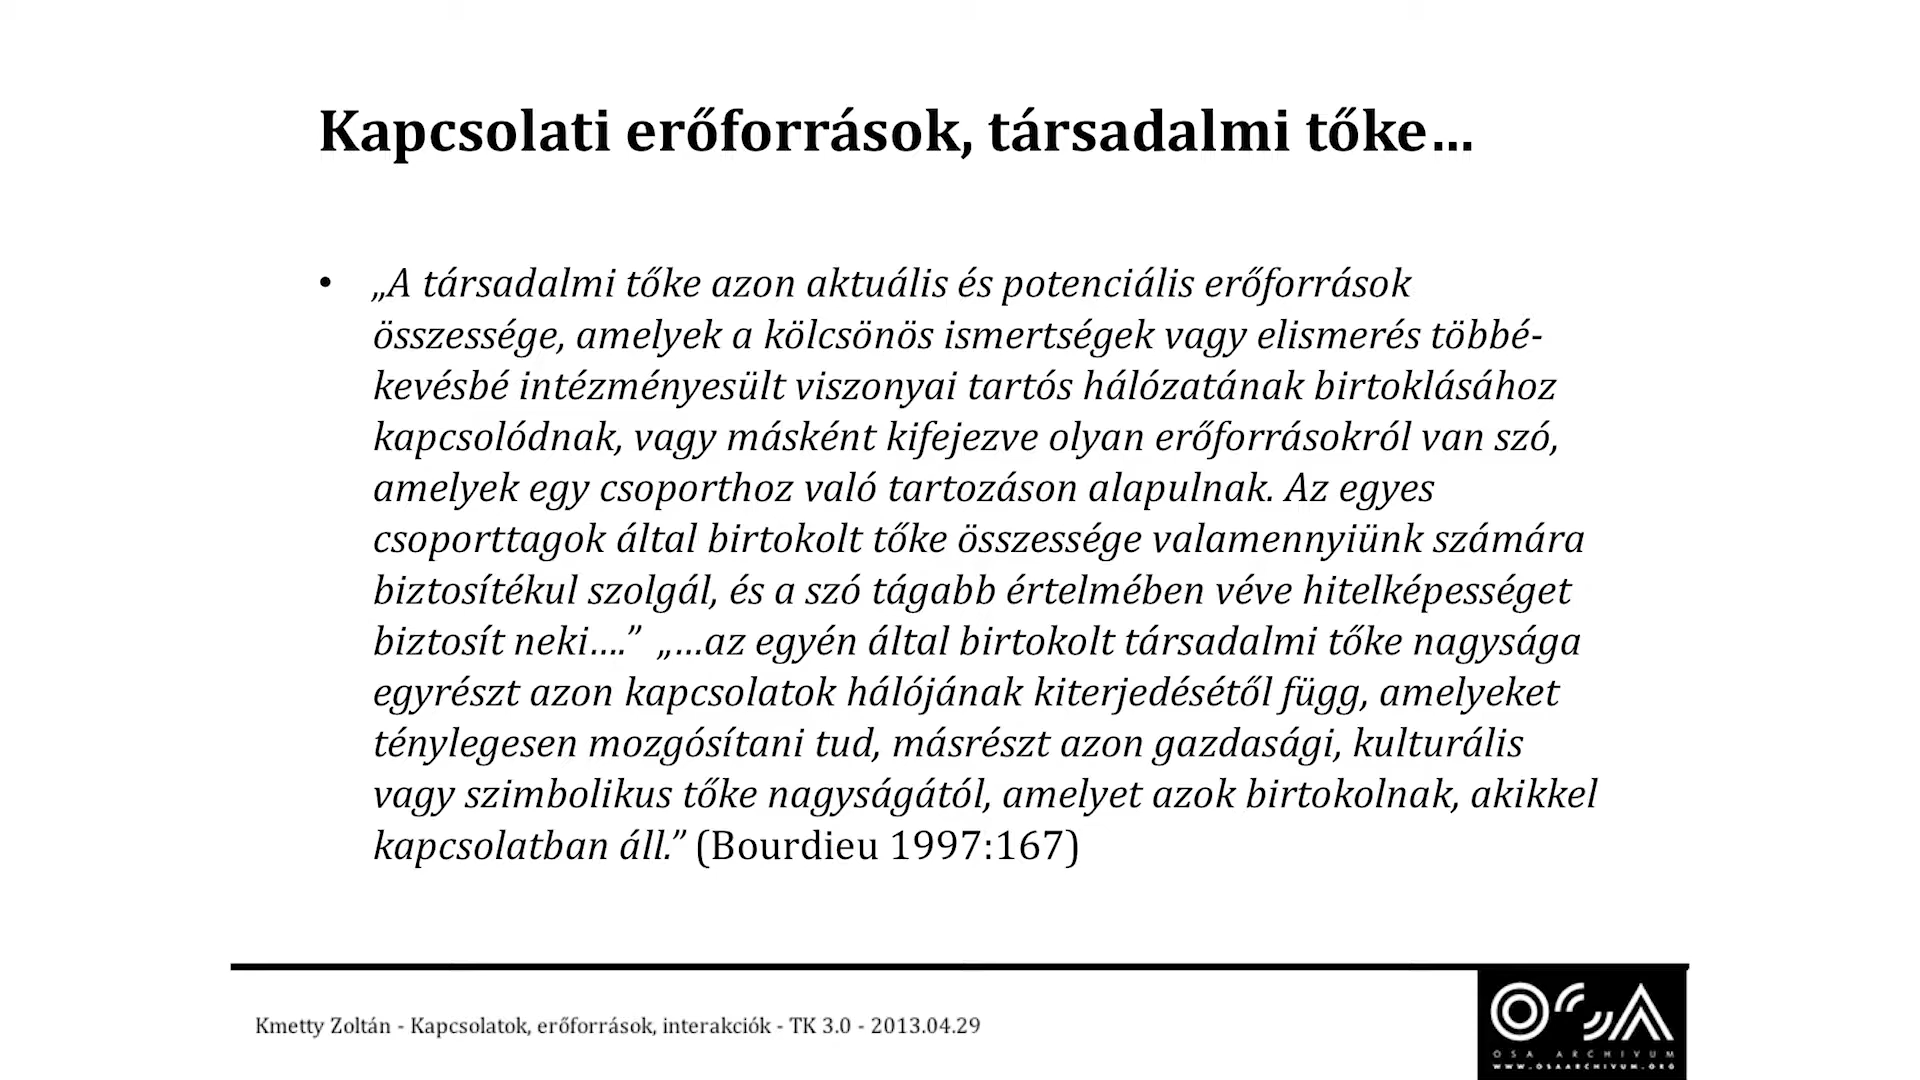 Kapcsolati erőforrások, társadalmi tőke…
• „A társadalmi tőke azon aktuális és potenciális erőforrások
összessége, amelyek a kölcsönös ismertségek vagy elismerés többé-
kevésbé intézményesült viszonyai tartós hálózatának birtoklásához
kapcsolódnak, vagy másként kifejezve olyan erőforrásokról van szó,
amelyek egy csoporthoz való tartozáson alapulnak. Az egyes
csoporttagok által birtokolt tőke összessége valamennyiünk számára
biztosítékul szolgál, és a szó tágabb értelmében véve hitelképességet
biztosít neki….” „…az egyén által birtokolt társadalmi tőke nagysága
egyrészt azon kapcsolatok hálójának kiterjedésétől függ, amelyeket
ténylegesen mozgósítani tud, másrészt azon gazdasági, kulturális
vagy szimbolikus tőke nagyságától, amelyet azok birtokolnak, akikkel
kapcsolatban áll.” (Bourdieu 1997:167)
Kmetty Zoltán - Kapcsolatok, erőforrások, interakciók - TK 3.0 - 2013.04.29
OSA
OSA ARCHIVUM
WWW.OSAARCHIVUM.ORG